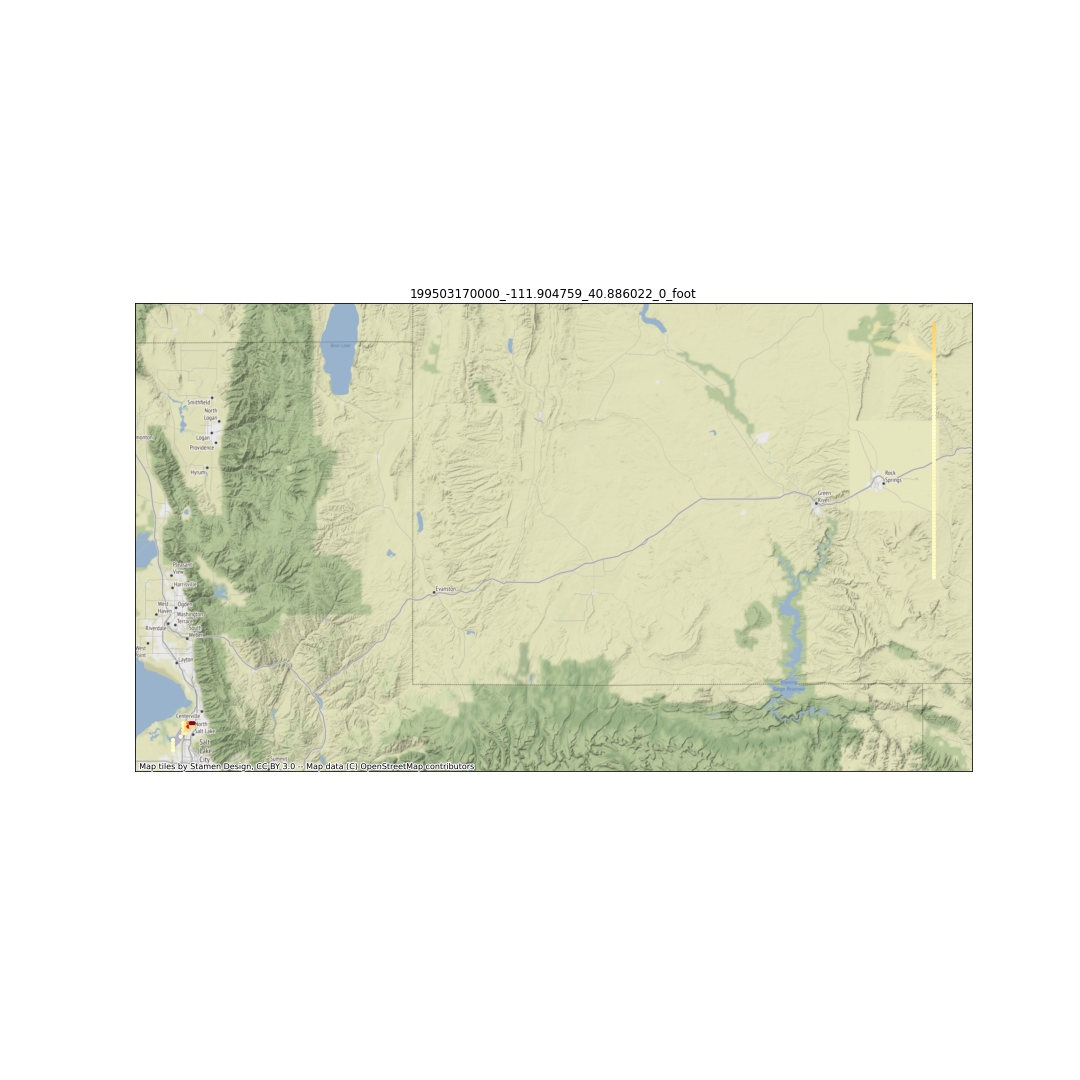 199503170000_-111.904759_40.886022_0_foot
Bear Lake
Smithfield
North
Logan
Logan
Providence
Hyrum
Rock
Springs
Green
River
Pleasant
View
Harrisville
Evanston
West
Haven
Ogden
Washington
Terrace
Riverdale
South
Weber
West
Point
Layton
Flaming
Gorge Reservoir
Centerville
North
Salt Lake
Salt
Lake
City
Summit
Map tiles by Stamen Design, CC BY 3.0 -- Map data (C) OpenStreetMap contributors